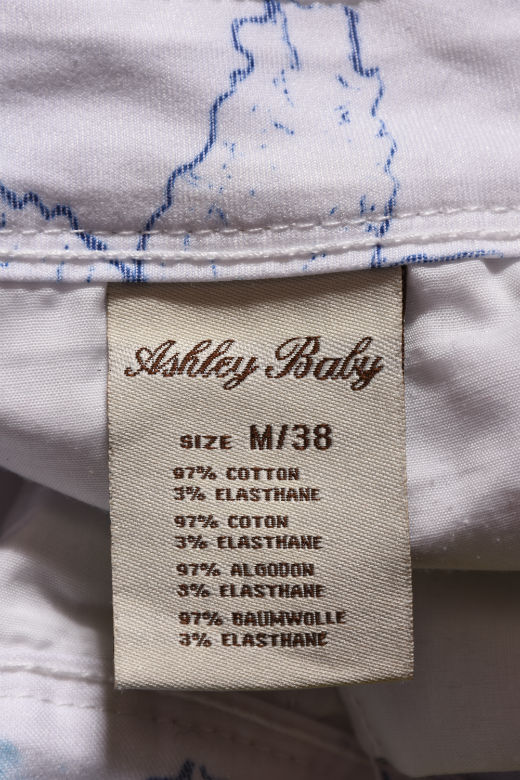 Ashley Baby
SIZE M/38
97% COTTON
3% ELASTHANE
97% COTON
3% ELASTHANE
97% ALGODON
3% ELASTHANE
97% BAUMWOLLE
3% ELASTHANE